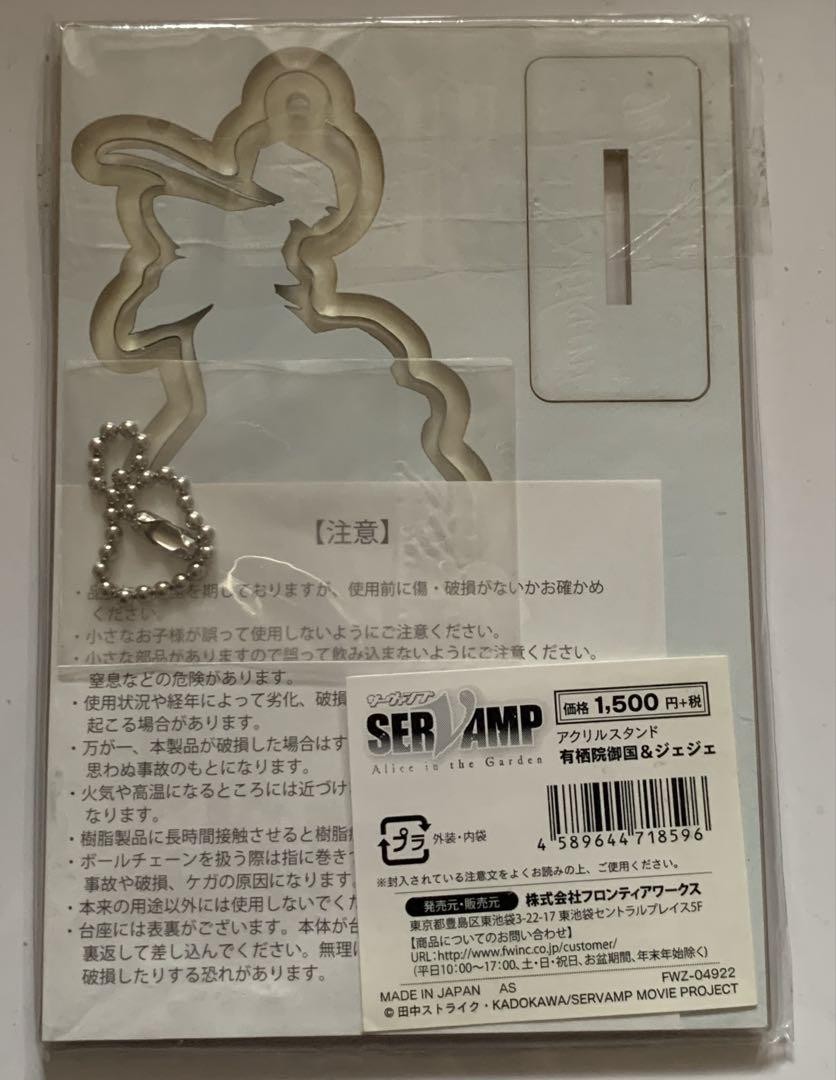 【注意】
を期しておりますが、使用前に傷・破損がないかお確かめ
ください。
・小さなお子様が誤って使用しないようにご注意ください。
・小さな部品がありますので誤って飲み込まないようにご注意ください。
窒息などの危険があります。
・使用状況や経年によって劣化、破損
起こる場合があります。
・万が一、本製品が破損した場合はす
思わぬ事故のもとになります。
・火気や高温になるところには近づけ
なります。
・樹脂製品に長時間接触させると樹脂
・ボールチェーンを扱う際は指に巻き
事故や破損、ケガの原因になります。
・本来の用途以外には使用しないでくだ
・台座には表裏がございます。本体が台
裏返して差し込んでください。無理に
破損したりする恐れがあります。
サーヴァンプ
SERVAMP
Alice in the Garden
価格 1,500 円+税
アクリルスタンド
有栖院御国&ジェジェ
プラ 外装・内袋
4 589644 718596
※封入されている注意文をよくお読みの上、ご使用ください。
発売元・販売元 株式会社フロンティアワークス
東京都豊島区東池袋3-22-17 東池袋セントラルプレイス5F
【商品についてのお問い合わせ】
URL:http://www.fwinc.co.jp/customer/
(平日10:00〜17:00、土・日・祝日、お盆期間、年末年始除く)
FWZ-04922
MADE IN JAPAN AS
© 田中ストライク・KADOKAWA/SERVAMP MOVIE PROJECT